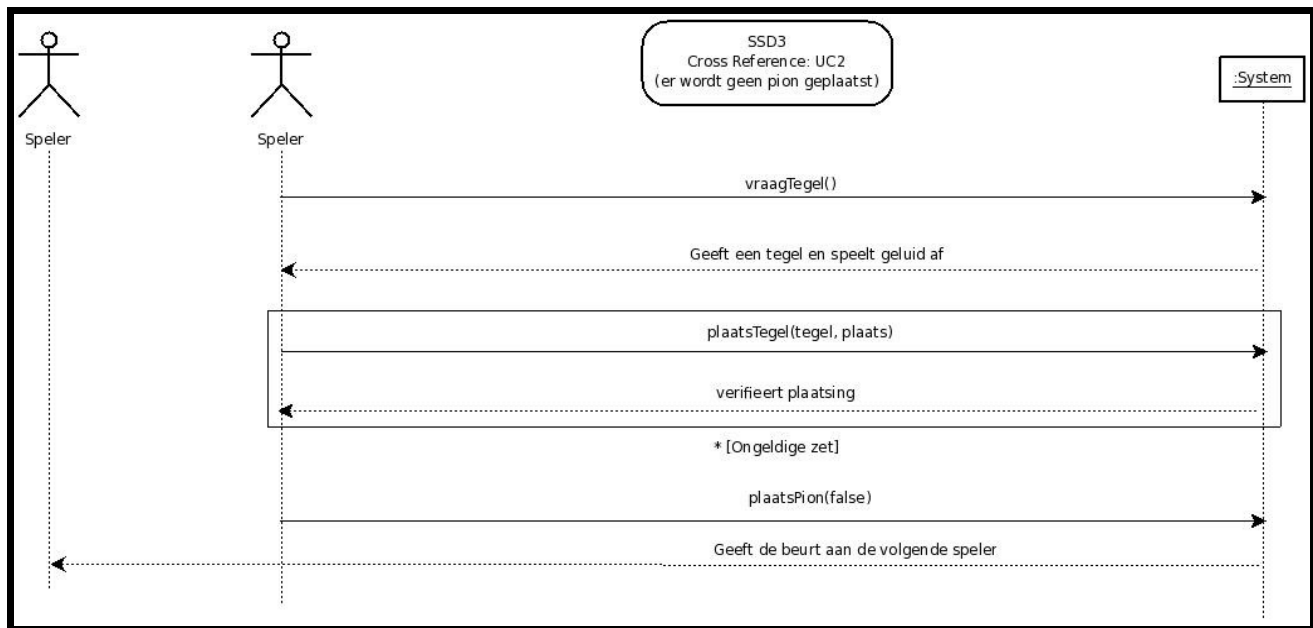 SSD3
Cross Reference: UC2
(er wordt geen pion geplaatst)
:System
Speler
Speler
vraagTegel()
Geeft een tegel en speelt geluid af
plaatsTegel(tegel, plaats)
verifieert plaatsing
* [Ongeldige zet]
plaatsPion(false)
Geeft de beurt aan de volgende speler